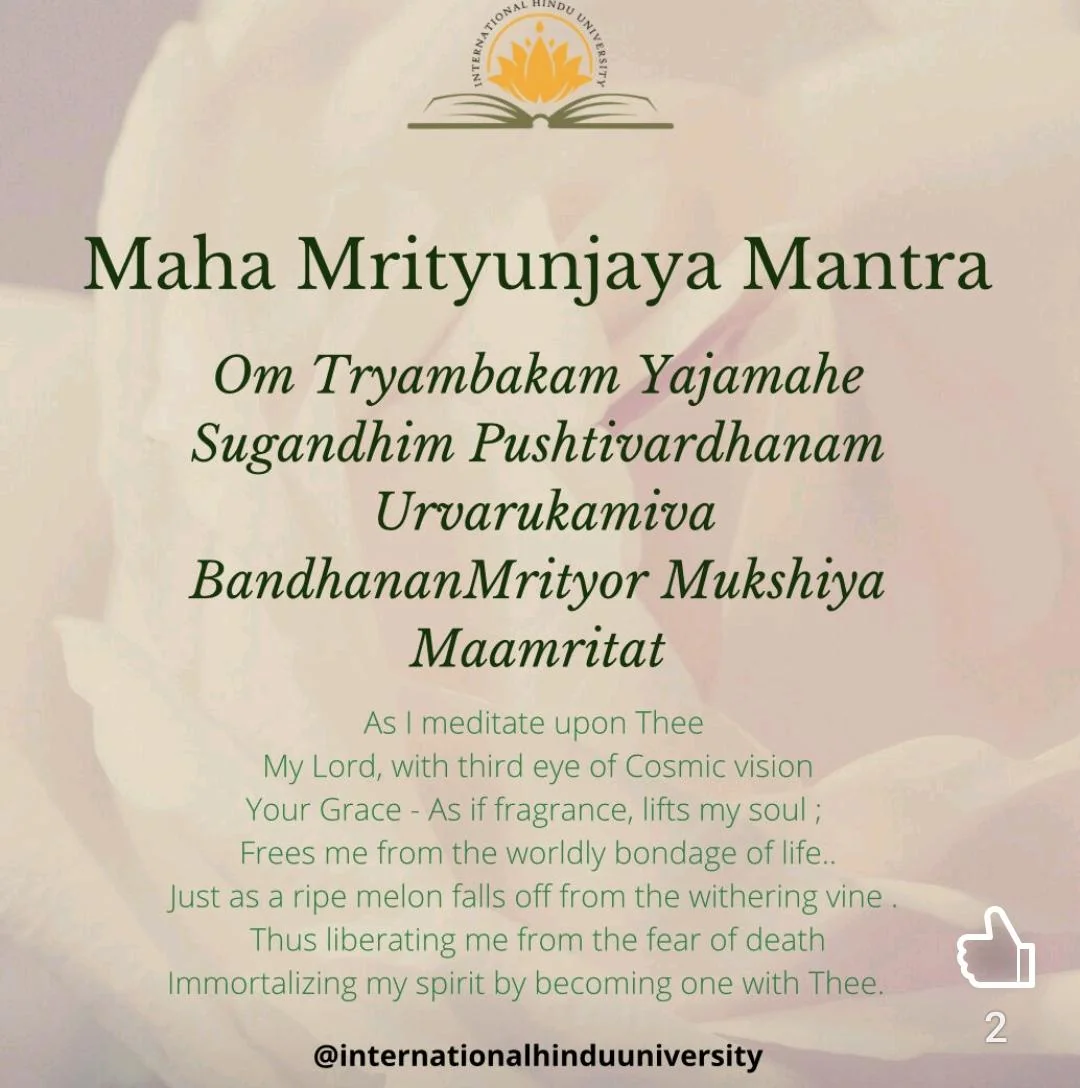 INTERNATIONAL HINDU UNIVERSITY
Maha Mrityunjaya Mantra
Om Tryambakam Yajamahe
Sugandhim Pushtivardhanam
Urvarukamiva
BandhananMrityor Mukshiya
Maamritat
As I meditate upon Thee
My Lord, with third eye of Cosmic vision
Your Grace - As if fragrance, lifts my soul ;
Frees me from the worldly bondage of life..
Just as a ripe melon falls off from the withering vine .
Thus liberating me from the fear of death
Immortalizing my spirit by becoming one with Thee.
2
@internationalhinduuniversity